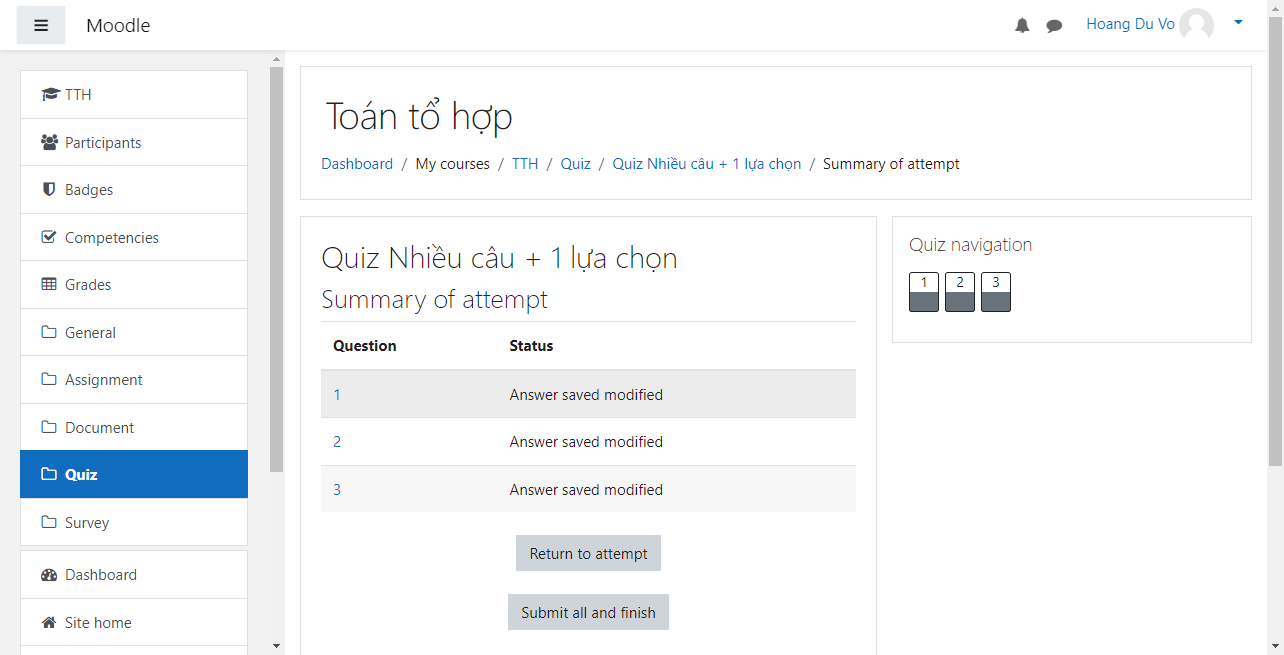 Moodle
Hoang Du Vo
TTH
Participants
Badges
Competencies
Grades
General
Assignment
Document
Quiz
Survey
Dashboard
Site home
Toán tổ hợp
Dashboard / My courses / TTH / Quiz / Quiz Nhiều câu + 1 lựa chọn / Summary of attempt
Quiz Nhiều câu + 1 lựa chọn
Summary of attempt
Question Status
1 Answer saved modified
2 Answer saved modified
3 Answer saved modified
Return to attempt
Submit all and finish
Quiz navigation
1 2 3